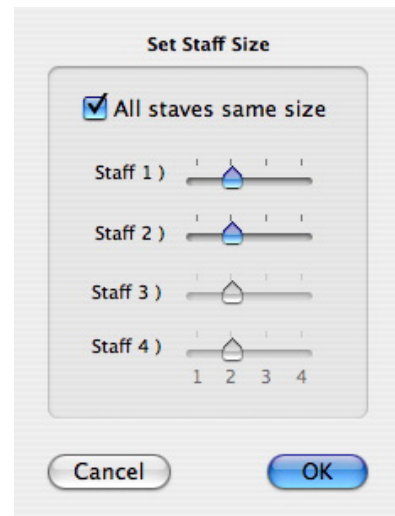 Set Staff Size
All staves same size
Staff 1 )
Staff 2 )
Staff 3 )
Staff 4 )
1 2 3 4
Cancel OK